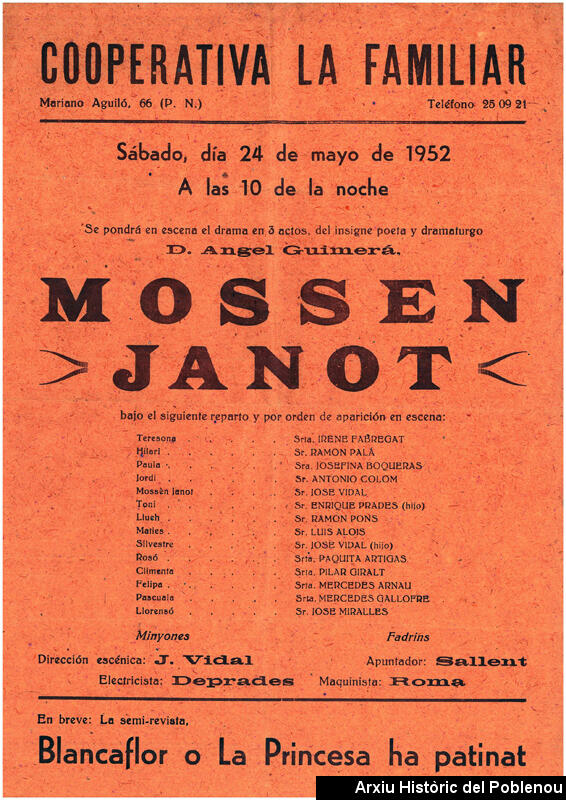 COOPERATIVA LA FAMILIAR
Mariano Aguiló, 66 (P. N.) Teléfono 25 09 21
Sábado, día 24 de mayo de 1952
A las 10 de la noche
Se pondrá en escena el drama en 3 actos, del insigne poeta y dramaturgo
D. Angel Guimerá,
MOSSEN
JANOT
bajo el siguiente reparto y por orden de aparición en escena:
Teresona . . . . . Srta. IRENE FABREGAT
Hilari . . . . . Sr. RAMON PALÁ
Paula . . . . . Sra. JOSEFINA BOQUERAS
Jordi . . . . . Sr. ANTONIO COLOM
Mossèn Janot . . . . . Sr. JOSE VIDAL
Toni . . . . . Sr. ENRIQUE PRADES (hijo)
Lluch . . . . . Sr. RAMON PONS
Maties . . . . . Sr. LUIS ALOIS
Silvestre . . . . . Sr. JOSE VIDAL (hijo)
Rosó . . . . . Srta. PAQUITA ARTIGAS
Climenta . . . . . Srta. PILAR GIRALT
Felipa . . . . . Srta. MERCEDES ARNAU
Pascuala . . . . . Srta. MERCEDES GALLOFRE
Llorensó . . . . . Sr. JOSE MIRALLES
Minyones Fadrins
Dirección escénica: J. Vidal Apuntador: Sallent
Electricista: Deprades Maquinista: Roma
En breve: La semi-revista,
Blancaflor o La Princesa ha patinat
Arxiu Històric del Poblenou